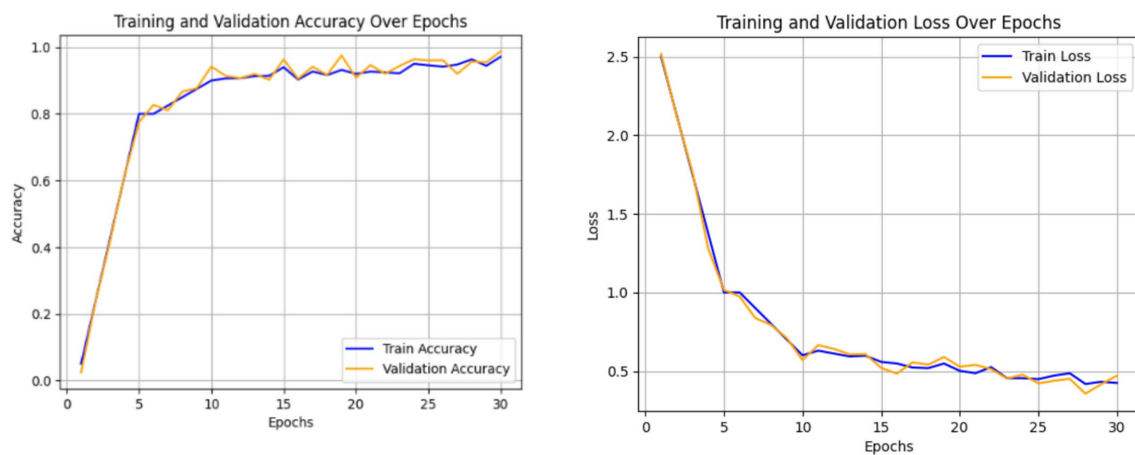 Training and Validation Accuracy Over Epochs
1.0
0.8
0.6
0.4
0.2
0.0
Accuracy
Train Accuracy
Validation Accuracy
0 5 10 15 20 25 30
Epochs
Training and Validation Loss Over Epochs
2.5
2.0
1.5
1.0
0.5
Loss
Train Loss
Validation Loss
0 5 10 15 20 25 30
Epochs